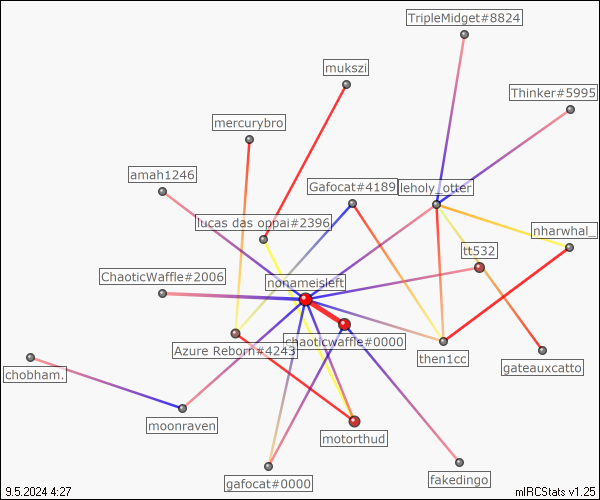 TripleMidget#8824
mukszi
Thinker#5995
mercurybro
amah1246
Gafocat#4189
leholy_otter
lucas das oppai#2396
nharwhal_
tt532
ChaoticWaffle#2006
nonameisleft
chaoticwaffle#0000
Azure Reborn#4243
then1cc
gateauxcatto
chobham.
moonraven
motorthud
gafocat#0000
fakedingo
9.5.2024 4:27
mIRCStats v1.25